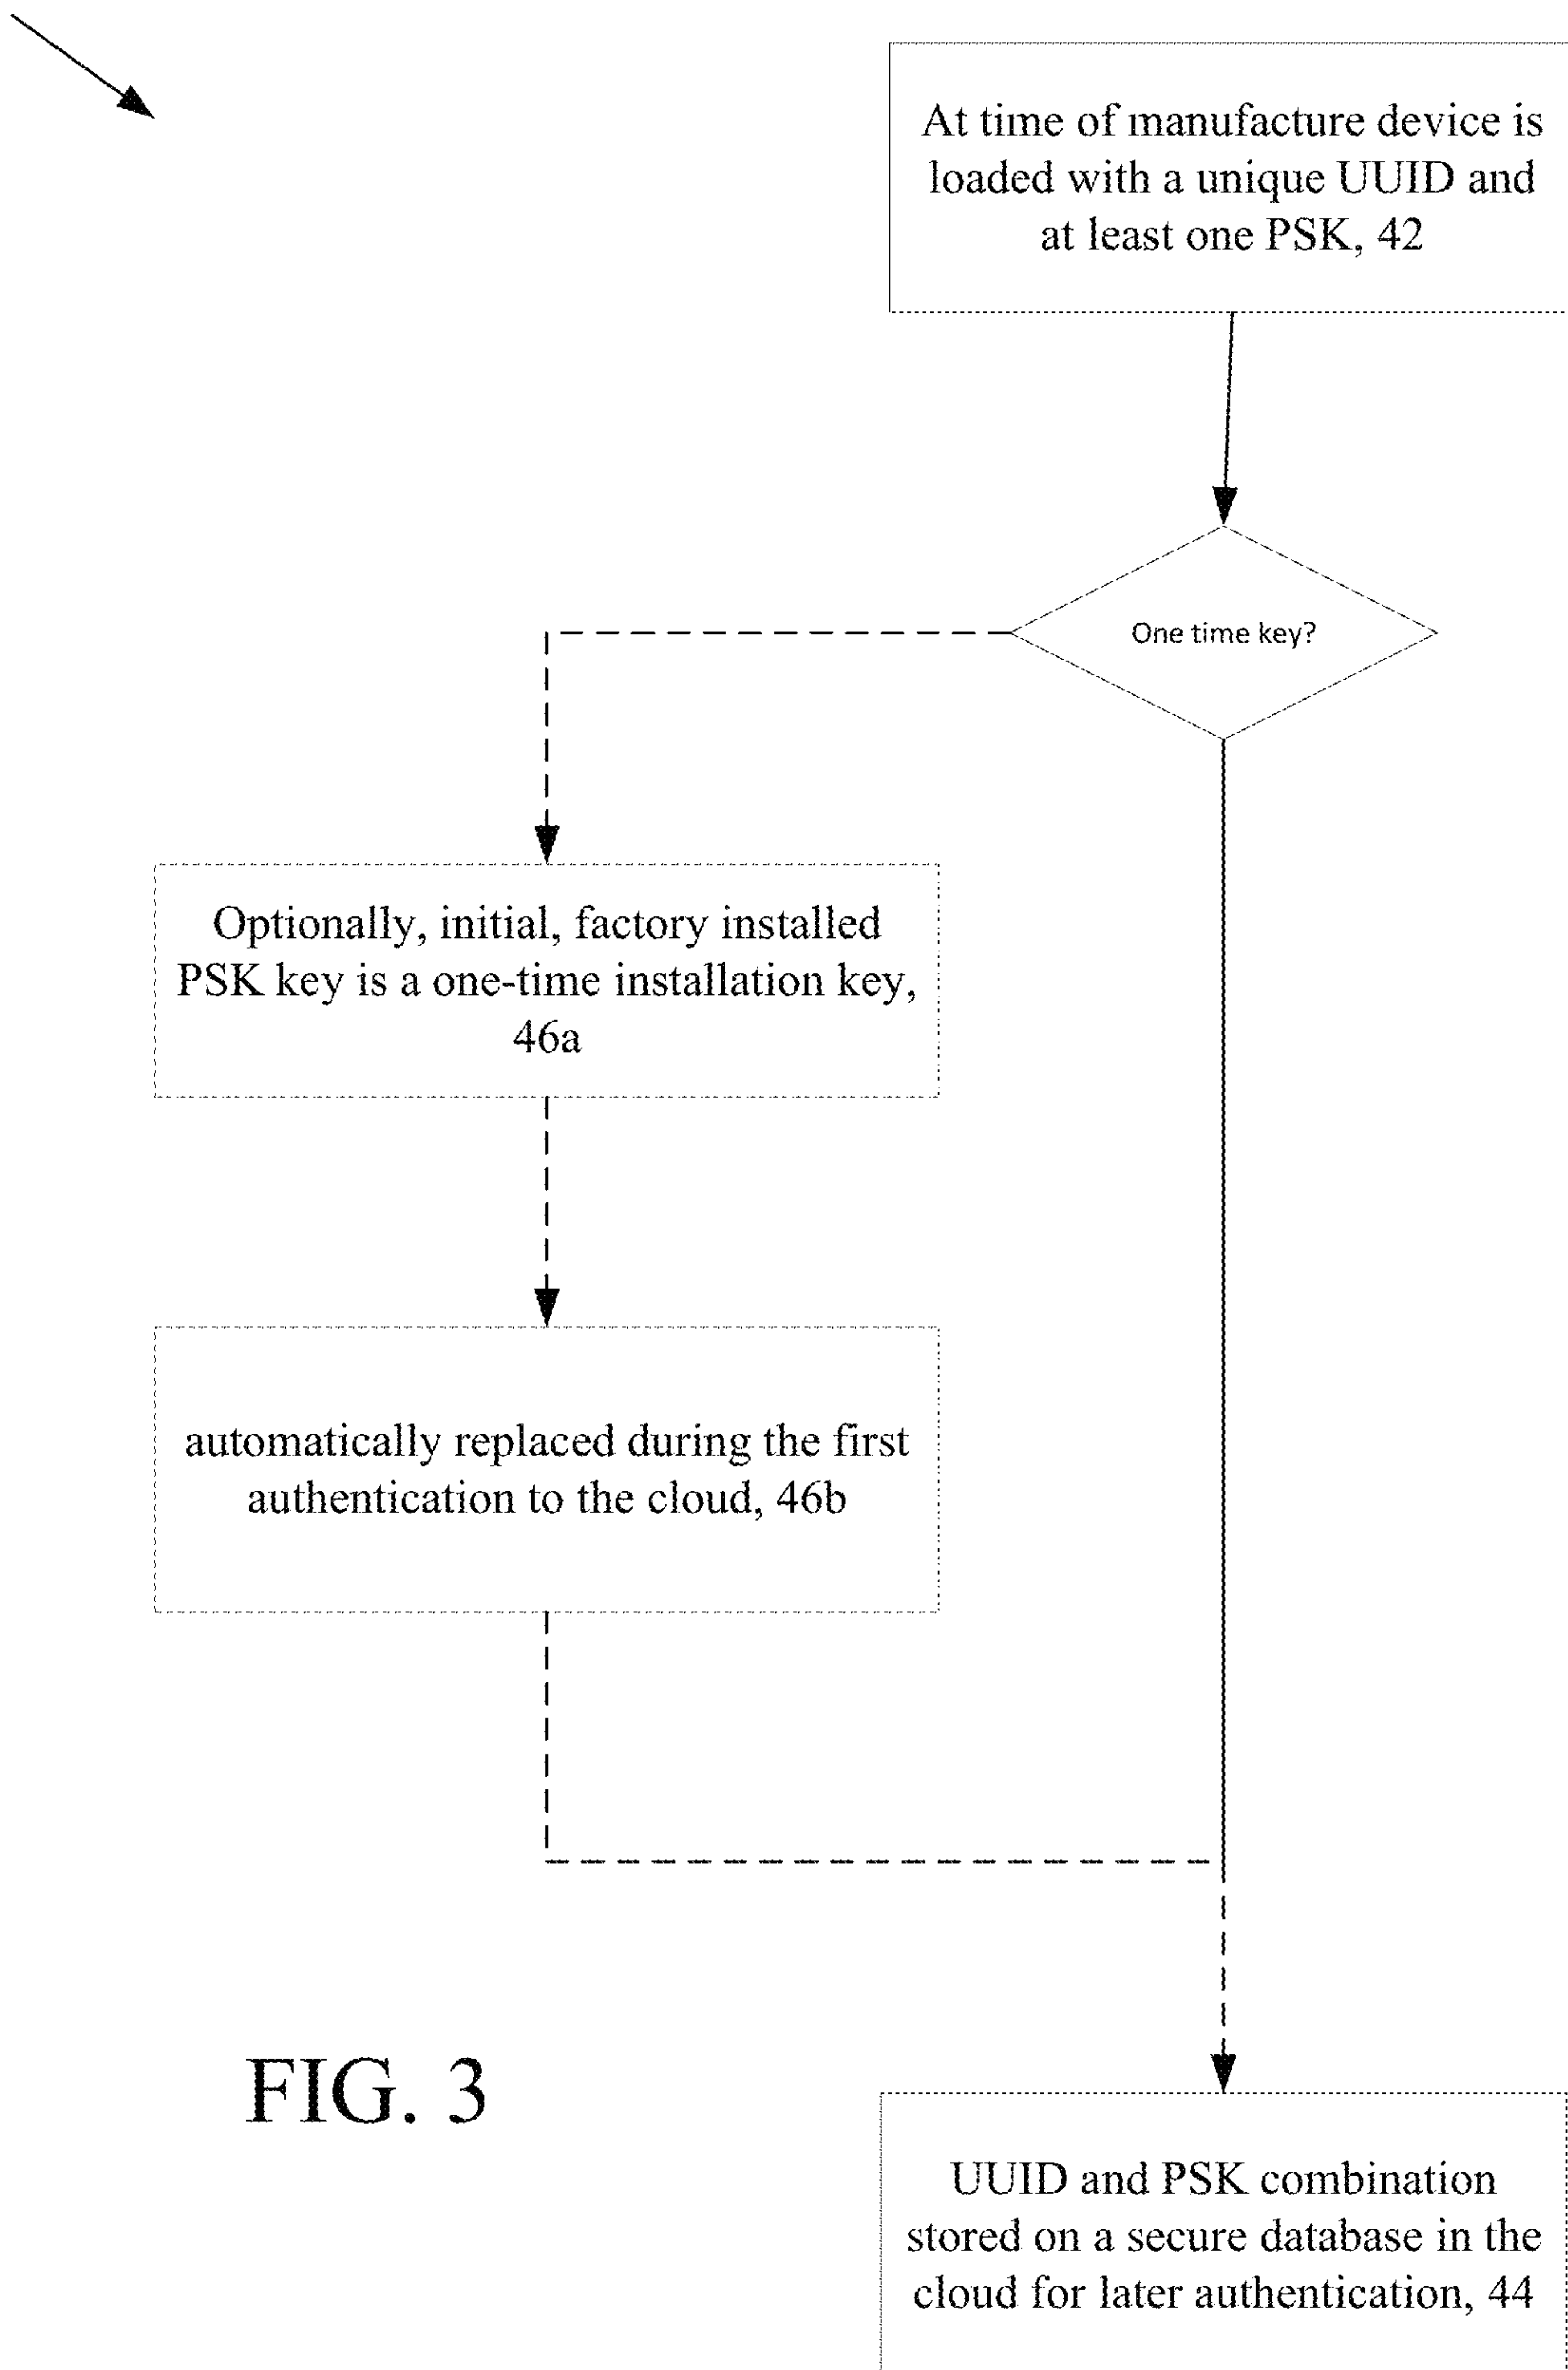 At time of manufacture device is
loaded with a unique UUID and
at least one PSK, 42
One time key?
Optionally, initial, factory installed
PSK key is a one-time installation key,
46a
automatically replaced during the first
authentication to the cloud, 46b
FIG. 3
UUID and PSK combination
stored on a secure database in the
cloud for later authentication, 44